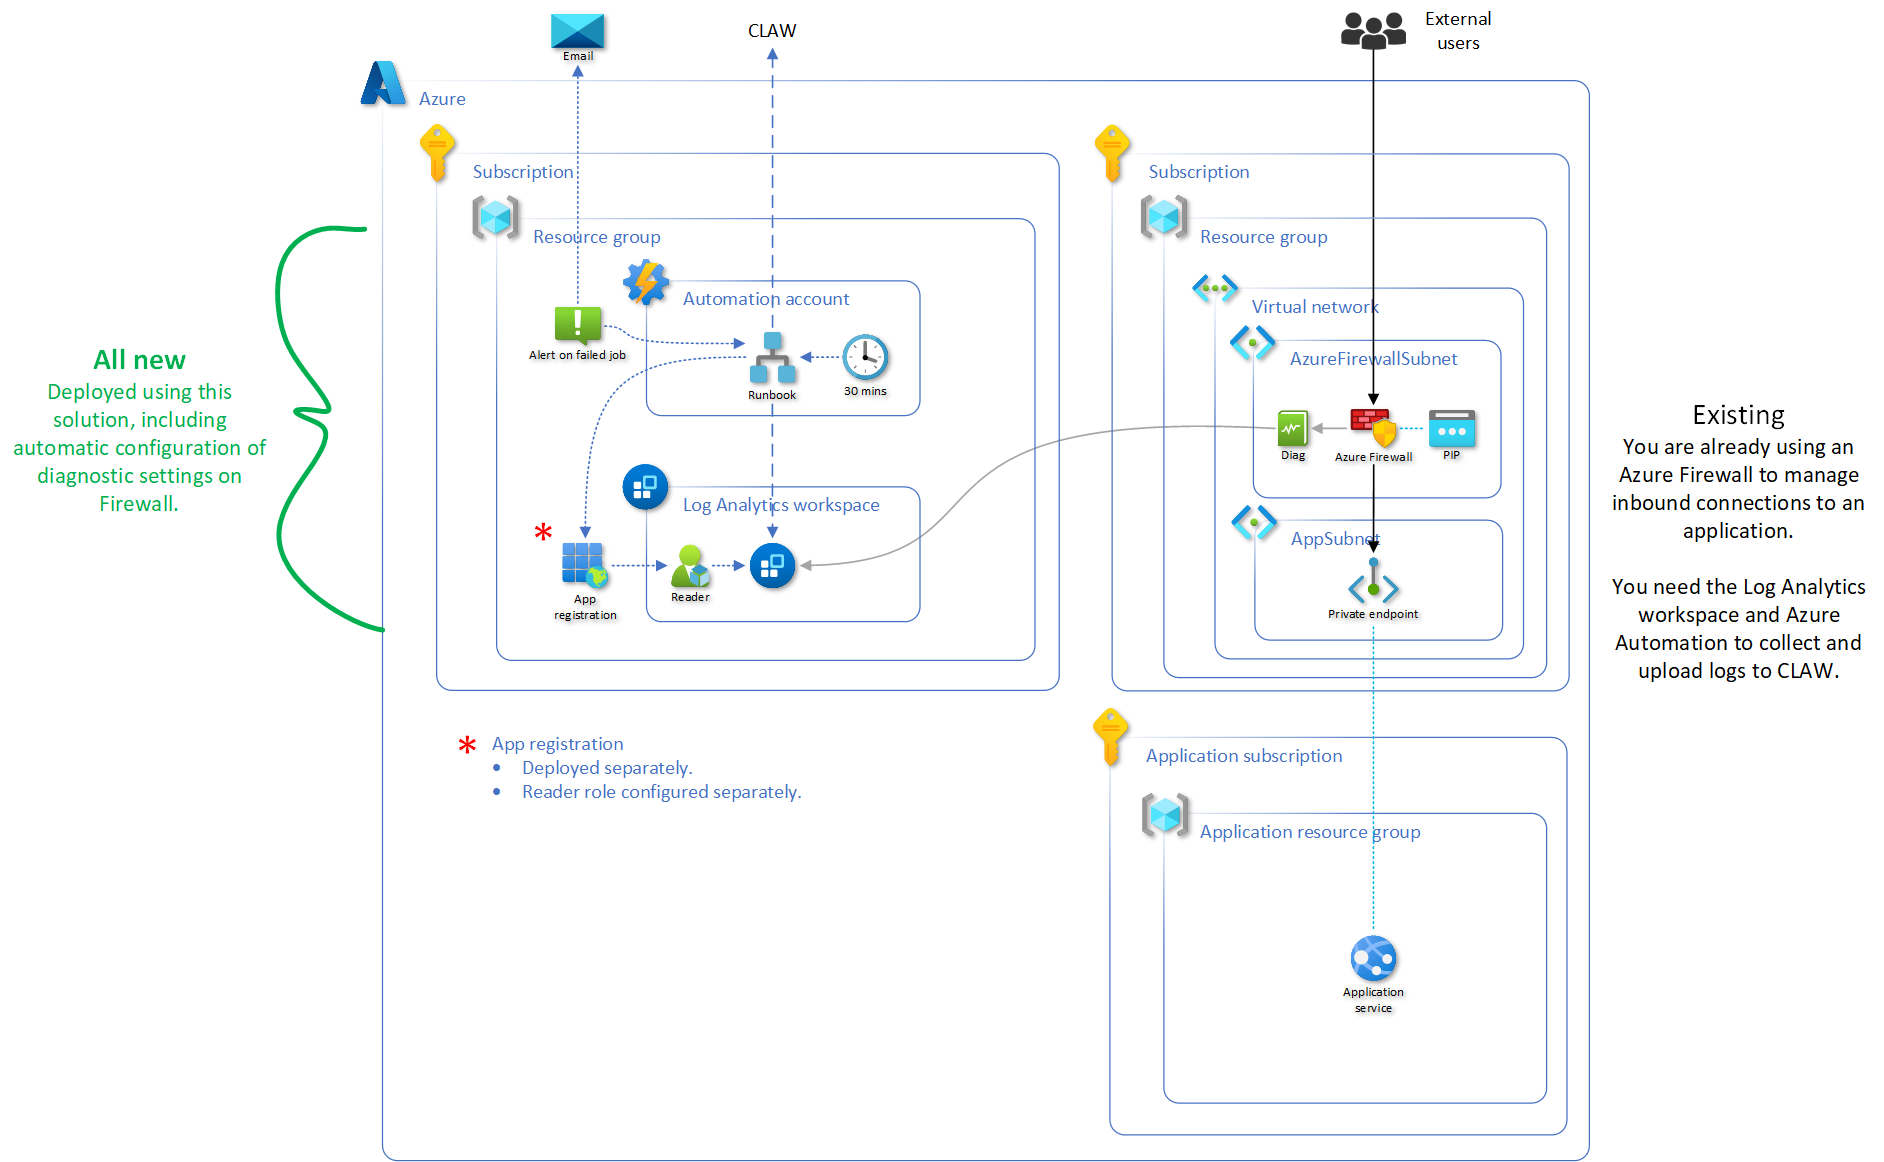 Email
CLAW
External
users
Azure
Subscription
Resource group
Automation account
Alert on failed job
Runbook
30 mins
Log Analytics workspace
*
App
registration
Reader
All new
Deployed using this
solution, including
automatic configuration of
diagnostic settings on
Firewall.
* App registration
• Deployed separately.
• Reader role configured separately.
Subscription
Resource group
Virtual network
AzureFirewallSubnet
Diag
Azure Firewall
PIP
AppSubnet
Private endpoint
Application subscription
Application resource group
Application
service
Existing
You are already using an
Azure Firewall to manage
inbound connections to an
application.
You need the Log Analytics
workspace and Azure
Automation to collect and
upload logs to CLAW.